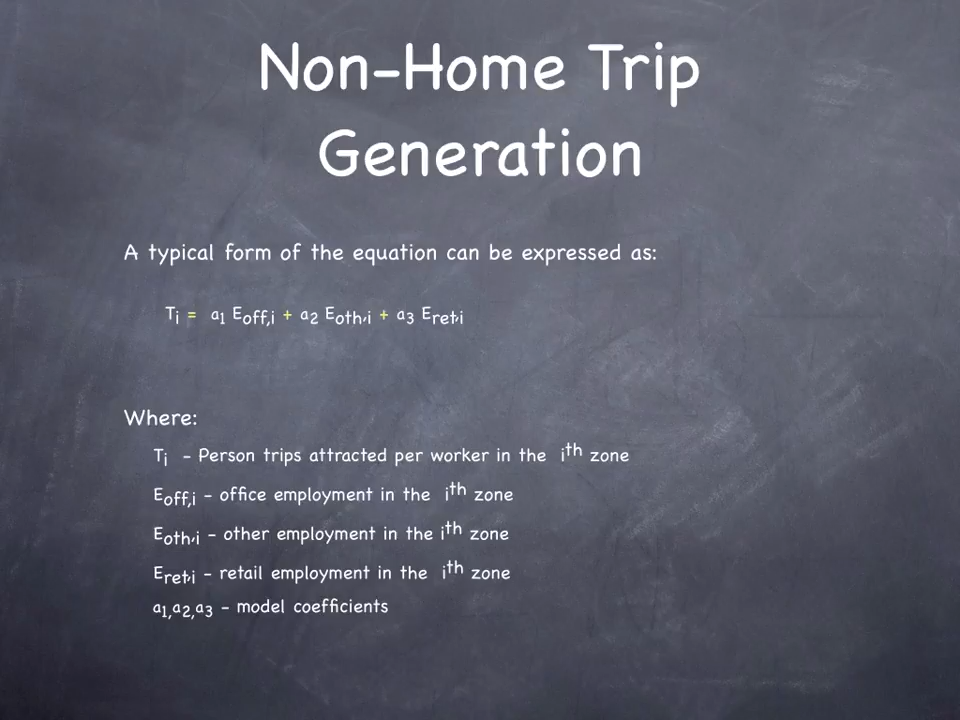 Non-Home Trip
Generation
A typical form of the equation can be expressed as:
Tᵢ = a₁ Eoff,i + a₂ Eoth,i + a₃ Eret,i
Where:
Tᵢ - Person trips attracted per worker in the iᵗʰ zone
Eoff,i - office employment in the iᵗʰ zone
Eoth,i - other employment in the iᵗʰ zone
Eret,i - retail employment in the iᵗʰ zone
a₁,a₂,a₃ - model coefficients